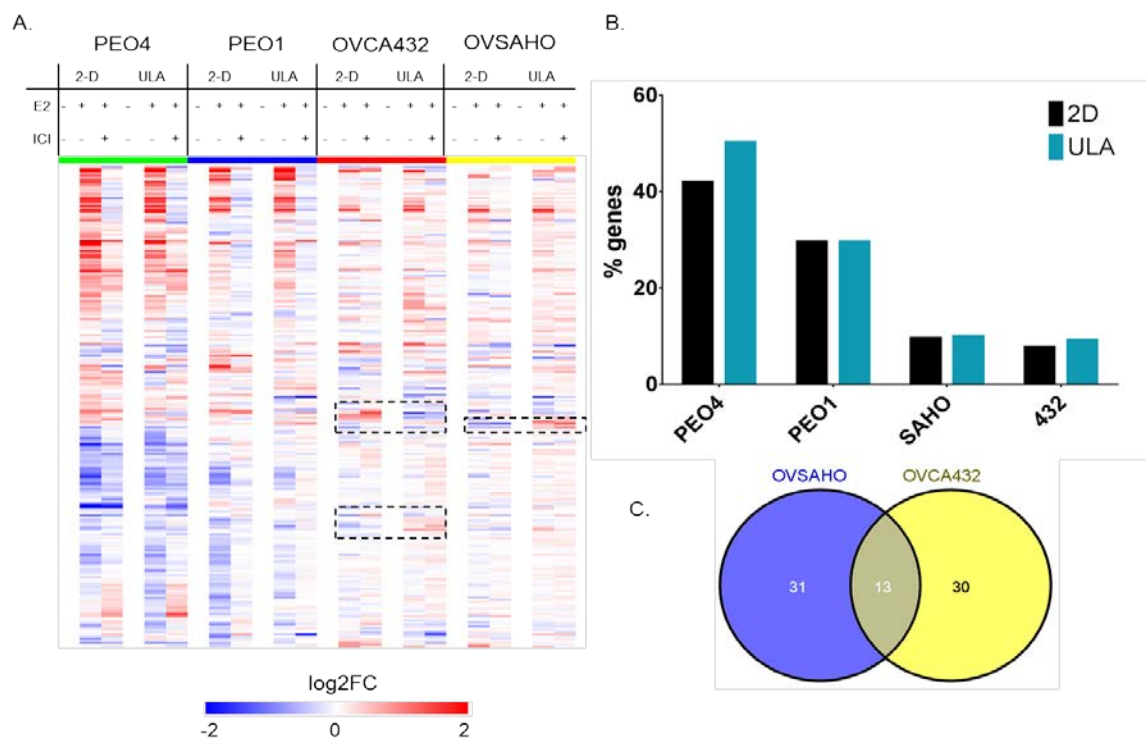 A.
PEO4 PEO1 OVCA432 OVSAHO
2-D ULA 2-D ULA 2-D ULA 2-D ULA
E2 - + + - + + - + + - + + - + + - + + - + + - + +
ICI + + + + + + + +
log2FC
-2 0 2
B.
60
40
20
0
% genes
2D
ULA
PEO4 PEO1 SAHO 432
C.
OVSAHO OVCA432
31 13 30